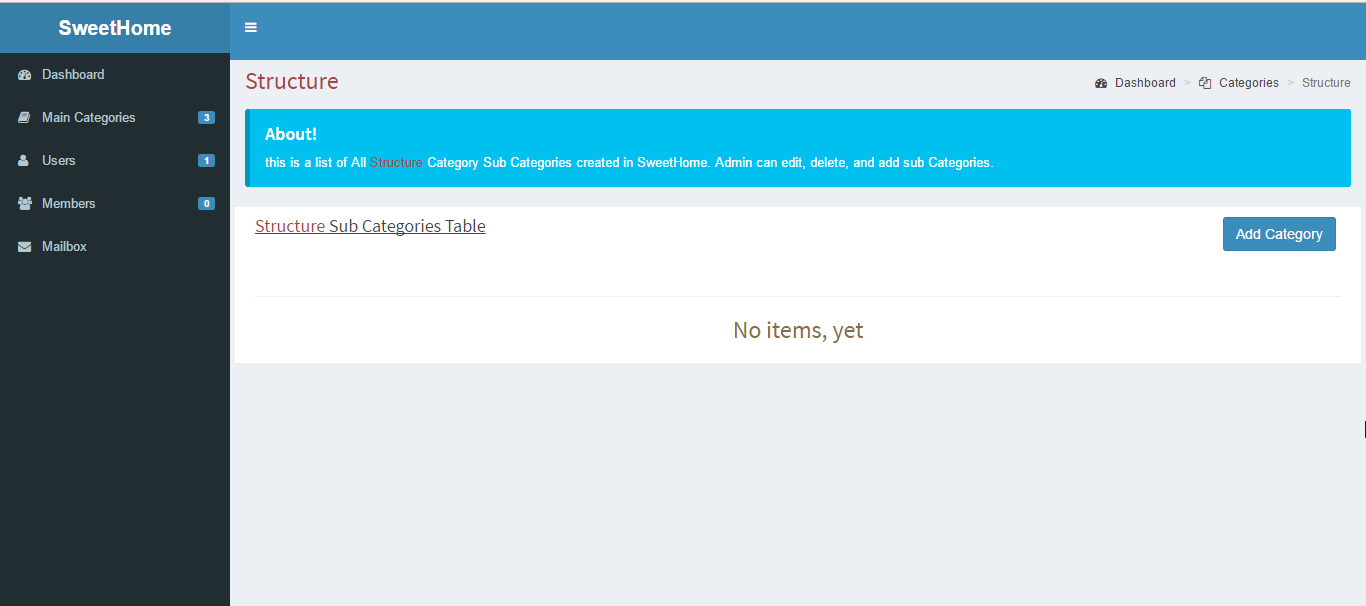 SweetHome
Dashboard
Main Categories 3
Users 1
Members 0
Mailbox
Structure
Dashboard > Categories > Structure
About!
this is a list of All Structure Category Sub Categories created in SweetHome. Admin can edit, delete, and add sub Categories.
Structure Sub Categories Table
Add Category
No items, yet